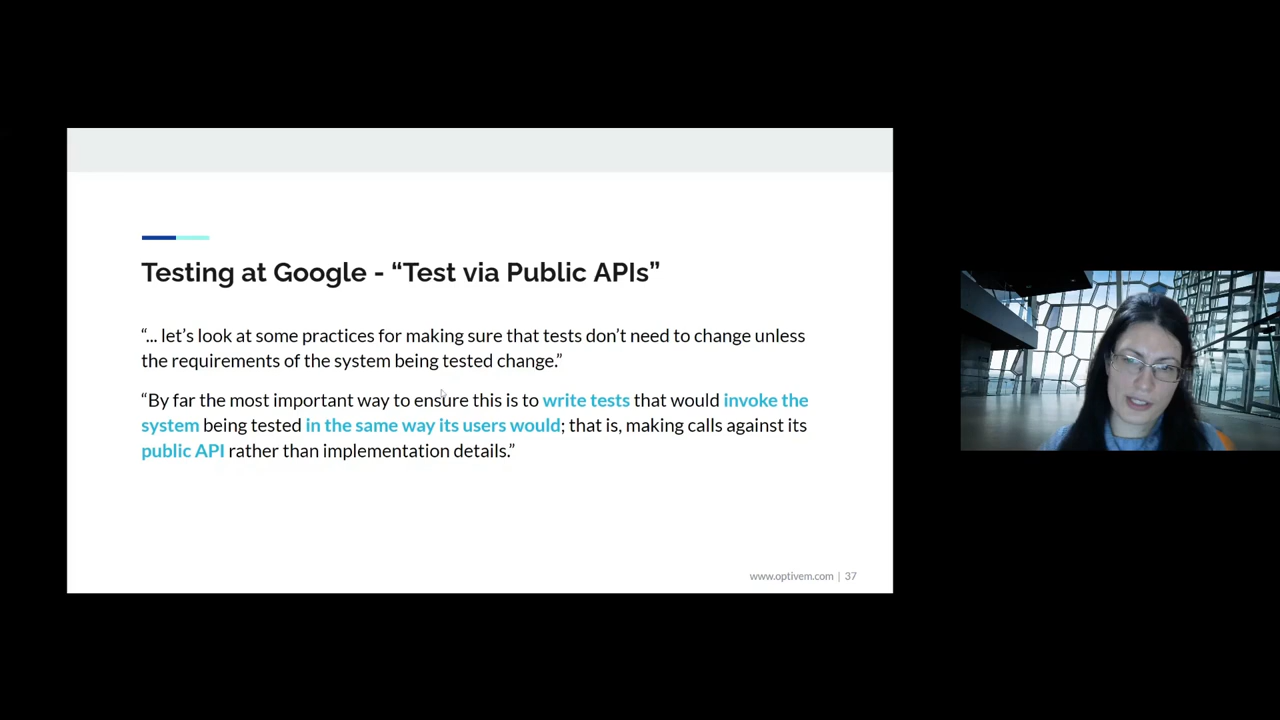 Testing at Google - “Test via Public APIs”
“... let’s look at some practices for making sure that tests don’t need to change unless
the requirements of the system being tested change.”
“By far the most important way to ensure this is to write tests that would invoke the
system being tested in the same way its users would; that is, making calls against its
public API rather than implementation details.”
www.optivem.com | 37